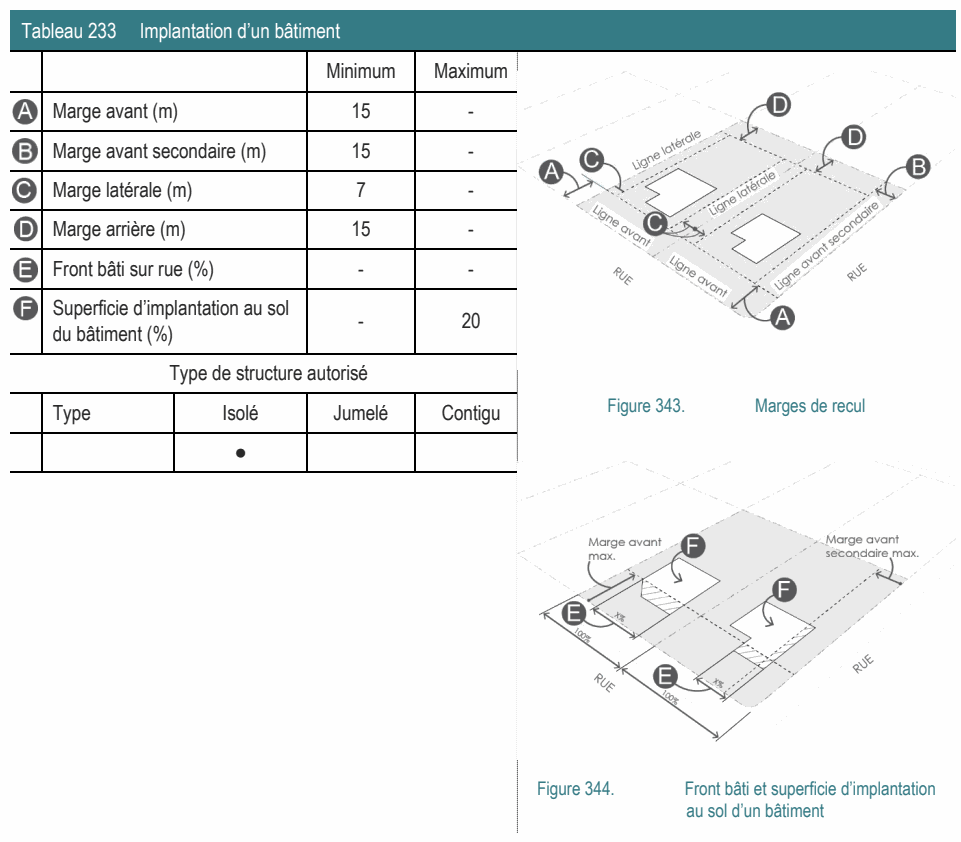 Tableau 233 Implantation d’un bâtiment
Minimum Maximum
A Marge avant (m) 15 -
B Marge avant secondaire (m) 15 -
C Marge latérale (m) 7 -
D Marge arrière (m) 15 -
E Front bâti sur rue (%) - -
F Superficie d’implantation au sol
du bâtiment (%) - 20
Type de structure autorisé
Type Isolé Jumelé Contigu
●
D
D
Ligne latérale
C
A
B
Ligne latérale
Ligne avant
C
Ligne avant secondaire
Ligne avant
RUE
RUE
A
Figure 343. Marges de recul
Marge avant
max.
F
Marge avant
secondaire max.
F
E
X%
100%
E
X%
100%
RUE
RUE
Figure 344. Front bâti et superficie d’implantation
au sol d’un bâtiment